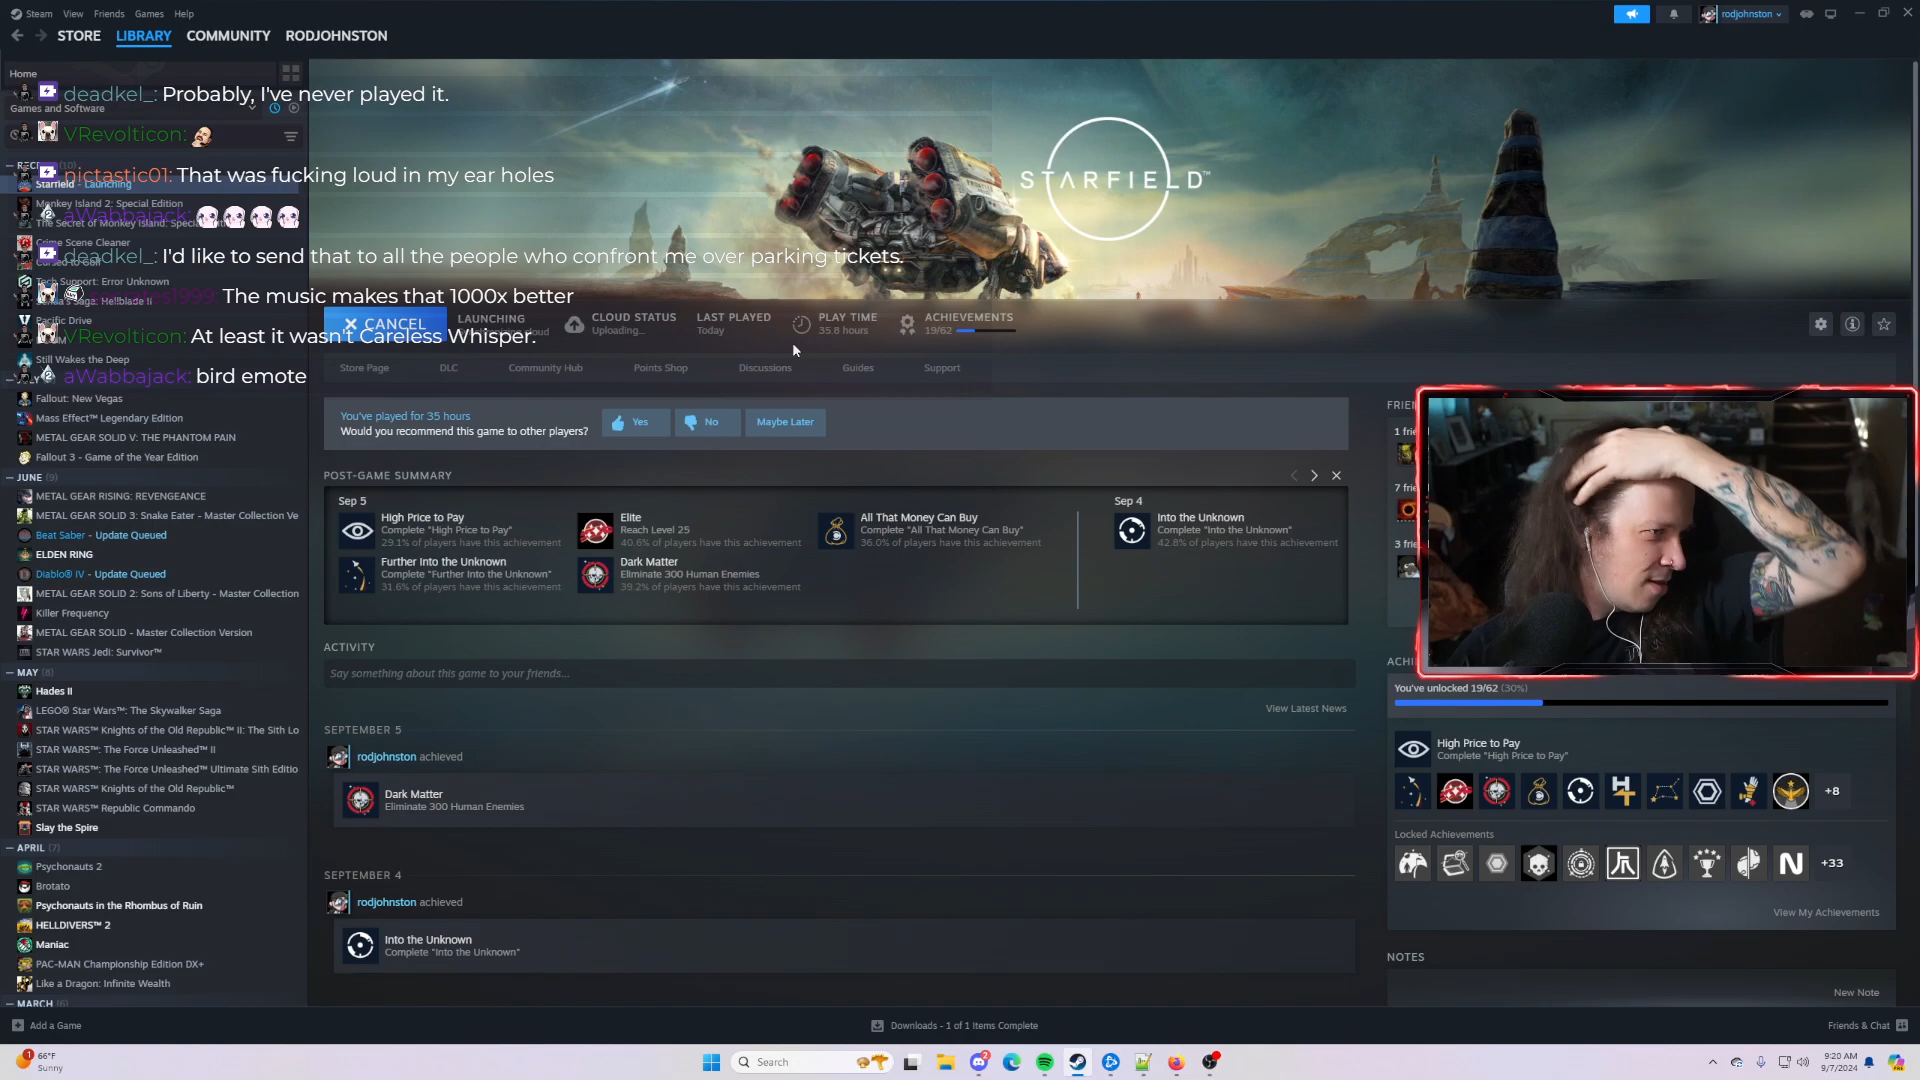 Steam View Friends Games Help
rodjohnston
STORE LIBRARY COMMUNITY RODJOHNSTON
Home
deadkel_: Probably, I've never played it.
Games and Software
VRevolticon:
nictastic01: That was fucking loud in my ear holes
Starfield - Launching
Monkey Island 2: Special Edition
aWabbajack:
Crime Scene Cleaner
deadkel_: I'd like to send that to all the people who confront me over parking tickets.
Tech Support: Error Unknown
The music makes that 1000x better
Pacific Drive
VRevolticon: At least it wasn't Careless Whisper.
Still Wakes the Deep
aWabbajack: bird emote
STARFIELD™
CANCEL
LAUNCHING
CLOUD STATUS
Uploading...
LAST PLAYED
Today
PLAY TIME
35.8 hours
ACHIEVEMENTS
19/62
Store Page DLC Community Hub Points Shop Discussions Guides Support
Fallout: New Vegas
Mass Effect™ Legendary Edition
METAL GEAR SOLID V: THE PHANTOM PAIN
Fallout 3 - Game of the Year Edition
JUNE (9)
METAL GEAR RISING: REVENGEANCE
METAL GEAR SOLID 3: Snake Eater - Master Collection Ve
Beat Saber - Update Queued
ELDEN RING
Diablo® IV - Update Queued
METAL GEAR SOLID 2: Sons of Liberty - Master Collection
Killer Frequency
METAL GEAR SOLID - Master Collection Version
STAR WARS Jedi: Survivor™
MAY (8)
Hades II
LEGO® Star Wars™: The Skywalker Saga
STAR WARS™ Knights of the Old Republic™ II: The Sith Lo
STAR WARS™: The Force Unleashed™ II
STAR WARS™: The Force Unleashed™ Ultimate Sith Editio
STAR WARS™ Knights of the Old Republic™
STAR WARS™ Republic Commando
Slay the Spire
APRIL (7)
Psychonauts 2
Brotato
Psychonauts in the Rhombus of Ruin
HELLDIVERS™ 2
Maniac
PAC-MAN Championship Edition DX+
Like a Dragon: Infinite Wealth
MARCH (6)
Add a Game
You've played for 35 hours
Would you recommend this game to other players?
Yes No Maybe Later
POST-GAME SUMMARY
Sep 5
High Price to Pay
Complete "High Price to Pay"
29.1% of players have this achievement
Elite
Reach Level 25
40.6% of players have this achievement
All That Money Can Buy
Complete "All That Money Can Buy"
36.0% of players have this achievement
Further Into the Unknown
Complete "Further Into the Unknown"
31.6% of players have this achievement
Dark Matter
Eliminate 300 Human Enemies
39.2% of players have this achievement
Sep 4
Into the Unknown
Complete "Into the Unknown"
42.8% of players have this achievement
ACTIVITY
Say something about this game to your friends...
View Latest News
SEPTEMBER 5
rodjohnston achieved
Dark Matter
Eliminate 300 Human Enemies
SEPTEMBER 4
rodjohnston achieved
Into the Unknown
Complete "Into the Unknown"
FRIE
1 frie
7 frie
3 frie
ACHI
You've unlocked 19/62 (30%)
High Price to Pay
Complete "High Price to Pay"
+8
Locked Achievements
+33
View My Achievements
NOTES
New Note
Downloads - 1 of 1 Items Complete
Friends & Chat
66°F
Sunny
Search
9:20 AM
9/7/2024